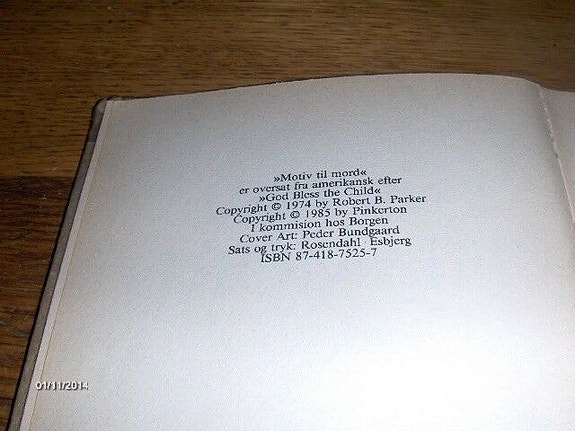 »Motiv til mord«
er oversat fra amerikansk efter
»God Bless the Child«
Copyright © 1974 by Robert B. Parker
Copyright © 1985 by Pinkerton
I kommision hos Borgen
Cover Art: Peder Bundgaard
Sats og tryk: Rosendahl · Esbjerg
ISBN 87-418-7525-7
01/11/2014